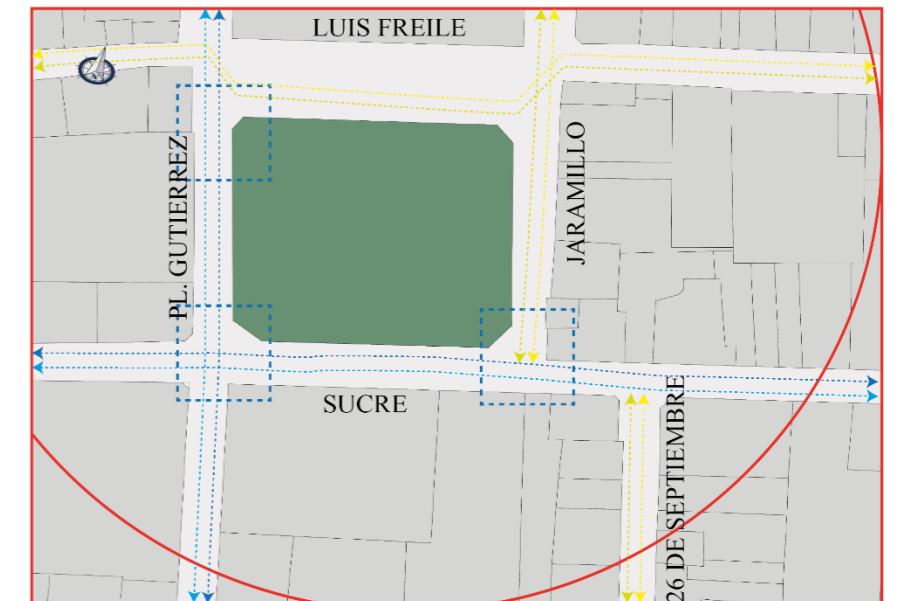 LUIS FREILE
PL. GUTIERREZ
JARAMILLO
SUCRE
26 DE SEPTIEMBRE